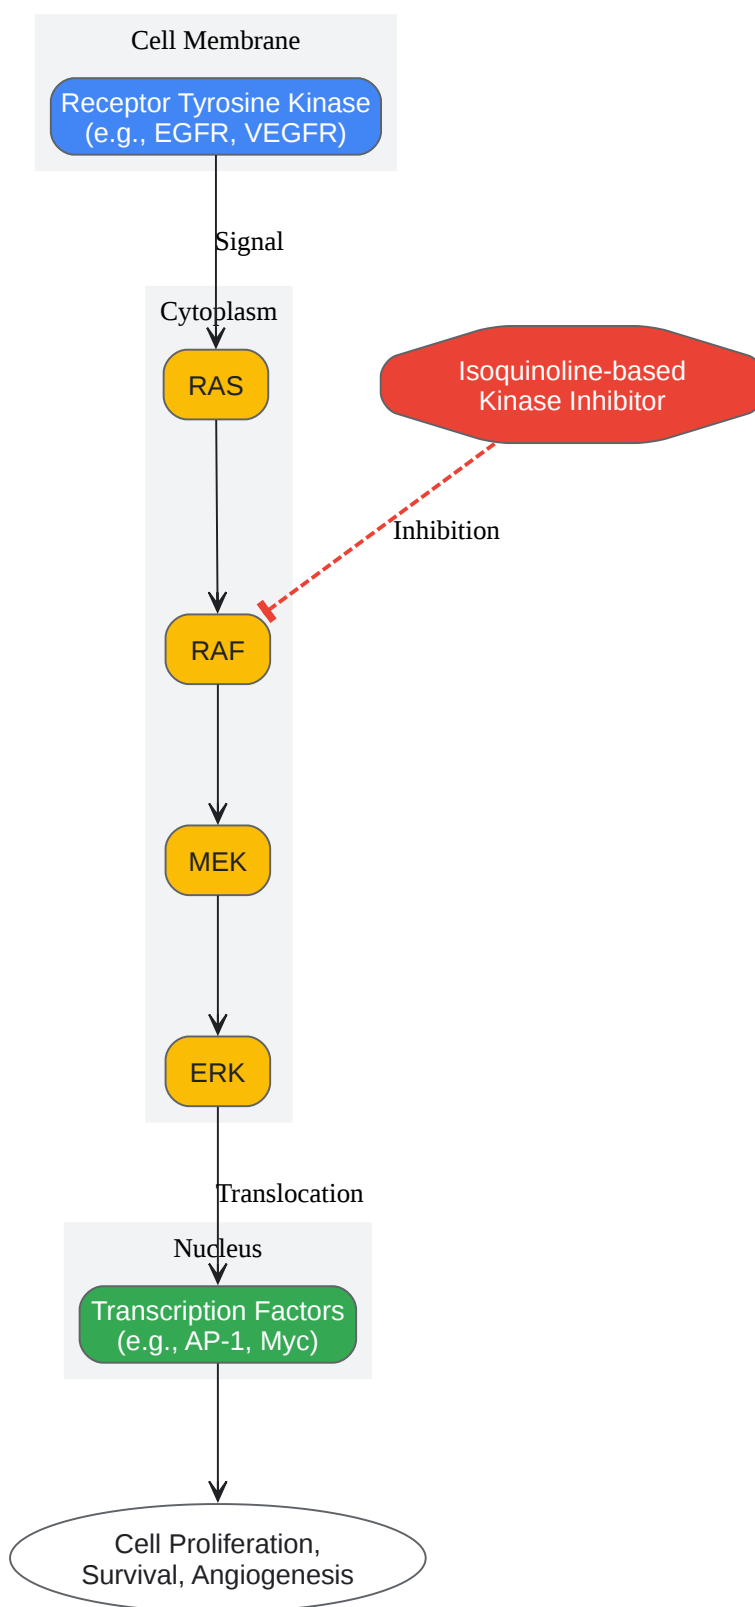 Cell Membrane
Receptor Tyrosine Kinase
(e.g., EGFR, VEGFR)
Signal
Cytoplasm
RAS
Isoquinoline-based
Kinase Inhibitor
Inhibition
RAF
MEK
ERK
Translocation
Nucleus
Transcription Factors
(e.g., AP-1, Myc)
Cell Proliferation,
Survival, Angiogenesis